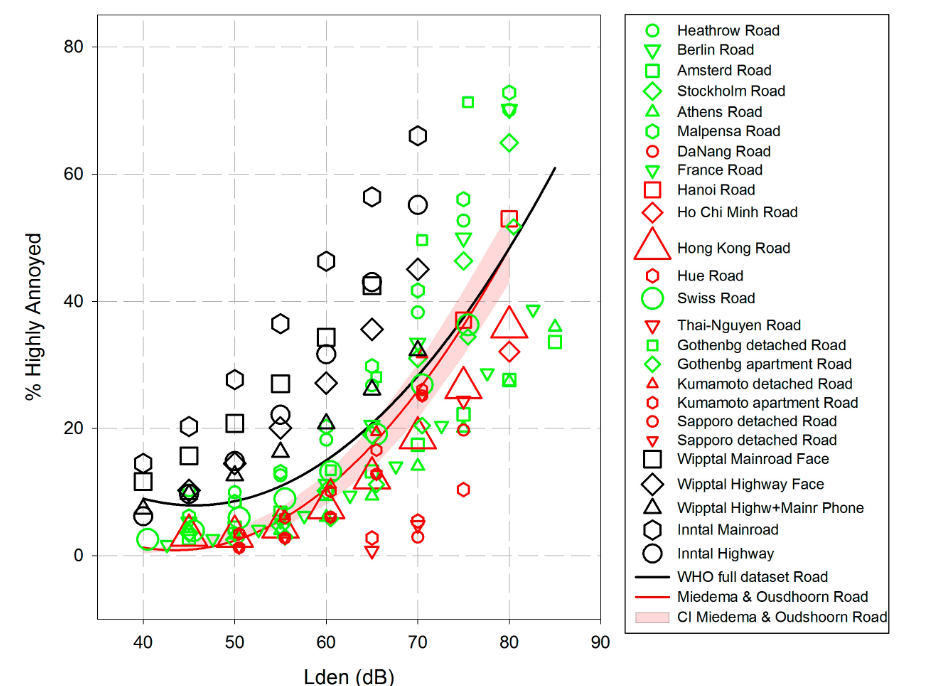 80
60
40
20
0
% Highly Annoyed
40
50
60
70
80
90
Lden (dB)
Heathrow Road
Berlin Road
Amsterd Road
Stockholm Road
Athens Road
Malpensa Road
DaNang Road
France Road
Hanoi Road
Ho Chi Minh Road
Hong Kong Road
Hue Road
Swiss Road
Thai-Nguyen Road
Gothenbg detached Road
Gothenbg apartment Road
Kumamoto detached Road
Kumamoto apartment Road
Sapporo detached Road
Sapporo detached Road
Wipptal Mainroad Face
Wipptal Highway Face
Wipptal Highw+Mainr Phone
Inntal Mainroad
Inntal Highway
WHO full dataset Road
Miedema & Ousdhoorn Road
CI Miedema & Oudshoorn Road